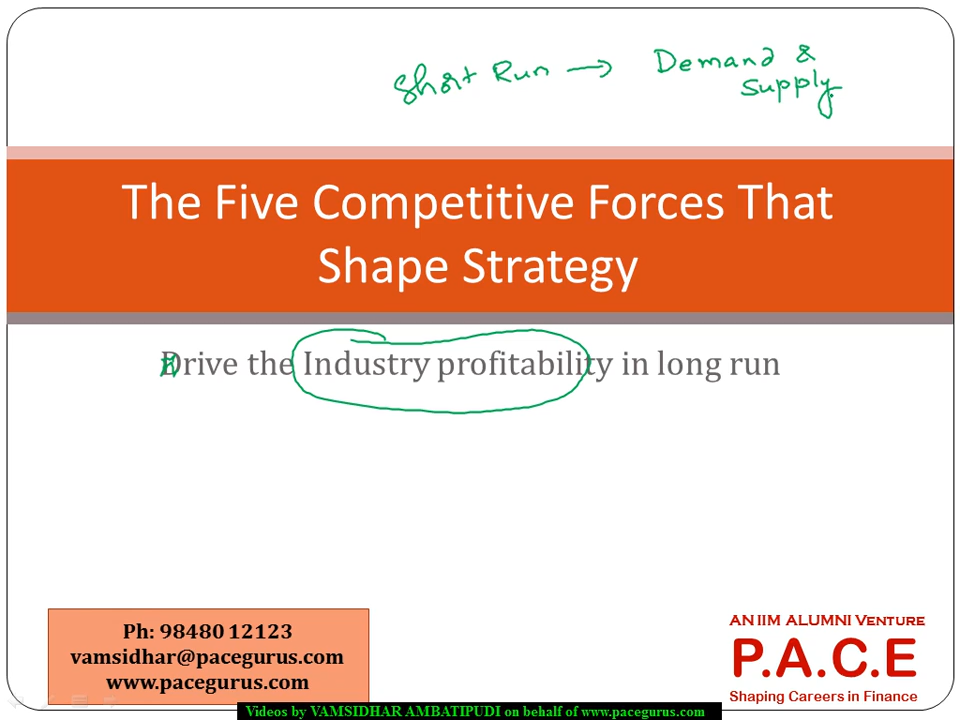 Short Run → Demand &
Supply.
The Five Competitive Forces That
Shape Strategy
Drive the Industry profitability in long run
Ph: 98480 12123
vamsidhar@pacegurus.com
www.pacegurus.com
AN IIM ALUMNI VENTURE
P.A.C.E
Shaping Careers in Finance
Videos by VAMSIDHAR AMBATIPUDI on behalf of www.pacegurus.com